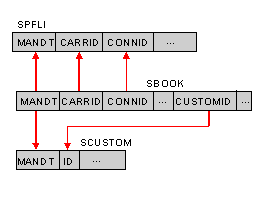 SPFLI
MANDT CARRID CONNID ...
SBOOK
MANDT CARRID CONNID ... CUSTOMID ...
SCUSTOM
MANDT ID ...